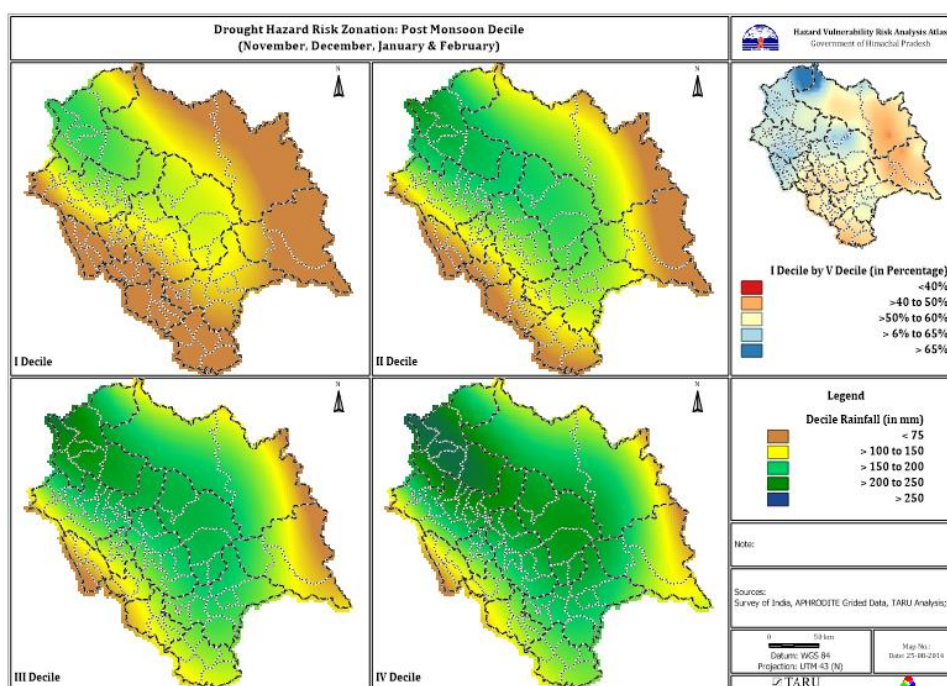 Drought Hazard Risk Zonation: Post Monsoon Decile
(November, December, January & February)
Hazard Vulnerability Risk Analysis Atlas
Government of Himachal Pradesh
N
I Decile
N
II Decile
I Decile by V Decile (in Percentage)
<40%
>40 to 50%
>50% to 60%
> 6% to 65%
> 65%
N
III Decile
N
IV Decile
Legend
Decile Rainfall (in mm)
< 75
> 100 to 150
> 150 to 200
> 200 to 250
> 250
Note:
Sources:
Survey of India, APHRODITE Grided Data, TARU Analysis;
0 50 km
Datum: WGS 84
Projection: UTM 43 (N)
Map No.:
Date: 25-08-2014
TARU